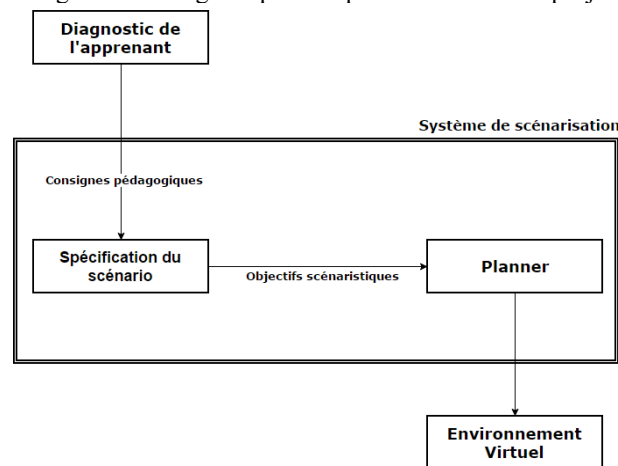 Diagnostic de
l'apprenant
Système de scénarisation
Consignes pédagogiques
Spécification du
scénario
Objectifs scénaristiques
Planner
Environnement
Virtuel